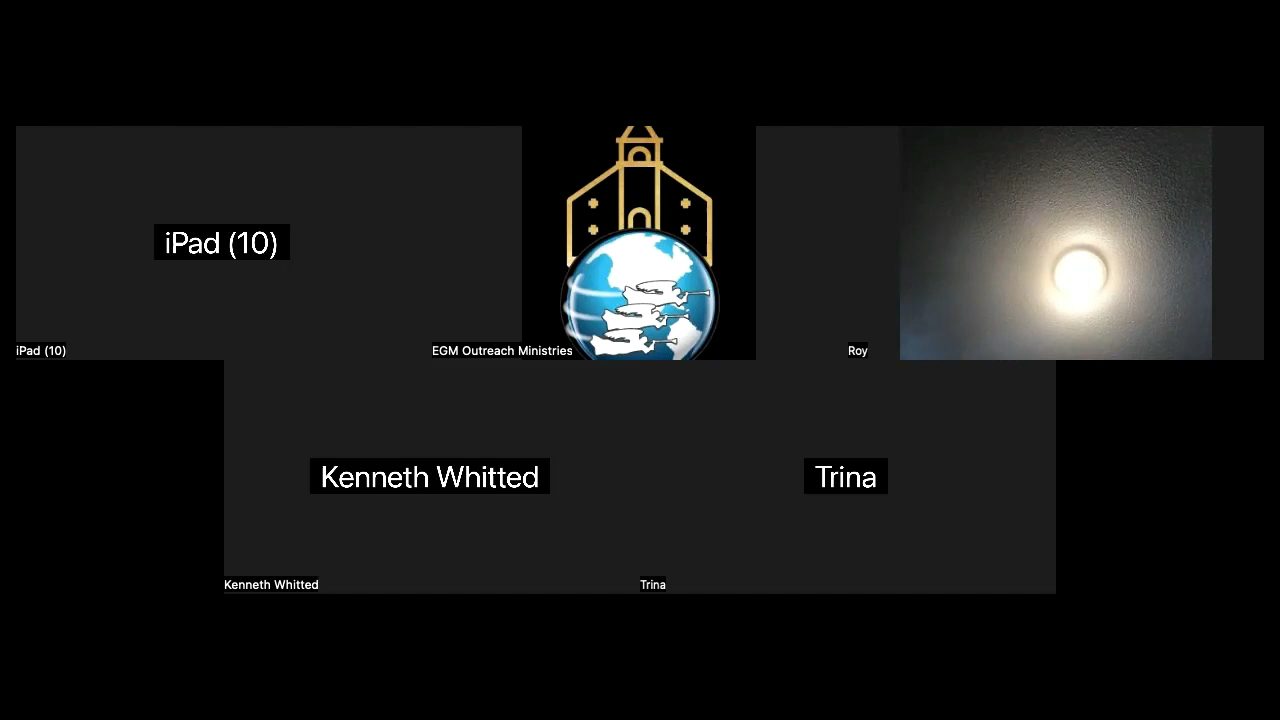 iPad (10)
iPad (10)
EGM Outreach Ministries
Roy
Kenneth Whitted
Trina
Kenneth Whitted
Trina